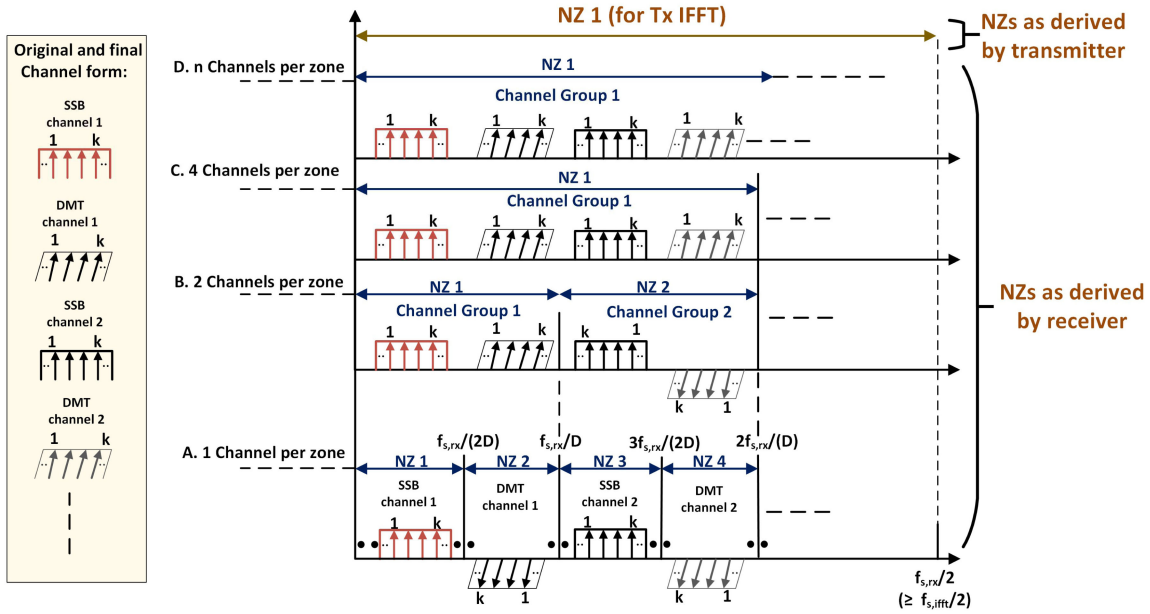 Original and final
Channel form:
SSB
channel 1
1 k
.. ..
DMT
channel 1
1 k
.. ..
SSB
channel 2
1 k
.. ..
DMT
channel 2
1 k
.. ..
NZ 1 (for Tx IFFT)
NZs as derived
by transmitter
D. n Channels per zone
NZ 1
Channel Group 1
1 k 1 k 1 k 1 k
.. .. .. .. .. .. .. ..
C. 4 Channels per zone
NZ 1
Channel Group 1
1 k 1 k 1 k 1 k
.. .. .. .. .. .. .. ..
B. 2 Channels per zone
NZ 1 NZ 2
Channel Group 1 Channel Group 2
1 k 1 k k 1
.. .. .. .. .. ..
.. ..
k 1
NZs as derived
by receiver
f_{s,rx}/(2D) f_{s,rx}/D 3f_{s,rx}/(2D) 2f_{s,rx}/(D)
A. 1 Channel per zone
NZ 1 NZ 2 NZ 3 NZ 4
SSB
channel 1
DMT
channel 1
SSB
channel 2
DMT
channel 2
1 k 1 k
.. .. .. ..
.. .. .. ..
k 1 k 1
f_{s,rx}/2
(≥ f_{s,ifft}/2)